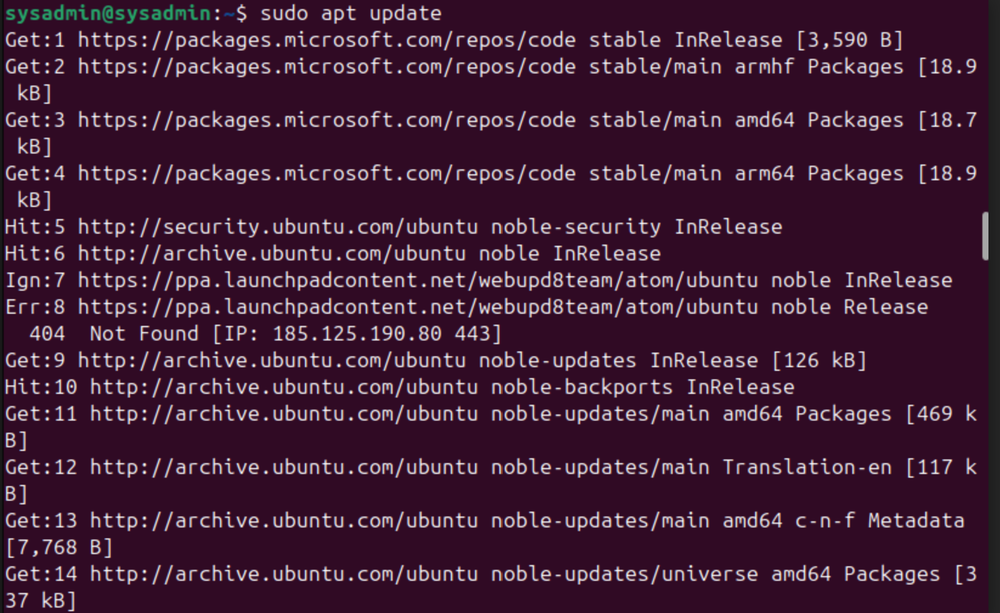 sysadmin@sysadmin:~$ sudo apt update
Get:1 https://packages.microsoft.com/repos/code stable InRelease [3,590 B]
Get:2 https://packages.microsoft.com/repos/code stable/main armhf Packages [18.9
 kB]
Get:3 https://packages.microsoft.com/repos/code stable/main amd64 Packages [18.7
 kB]
Get:4 https://packages.microsoft.com/repos/code stable/main arm64 Packages [18.9
 kB]
Hit:5 http://security.ubuntu.com/ubuntu noble-security InRelease
Hit:6 http://archive.ubuntu.com/ubuntu noble InRelease
Ign:7 https://ppa.launchpadcontent.net/webupd8team/atom/ubuntu noble InRelease
Err:8 https://ppa.launchpadcontent.net/webupd8team/atom/ubuntu noble Release
  404  Not Found [IP: 185.125.190.80 443]
Get:9 http://archive.ubuntu.com/ubuntu noble-updates InRelease [126 kB]
Hit:10 http://archive.ubuntu.com/ubuntu noble-backports InRelease
Get:11 http://archive.ubuntu.com/ubuntu noble-updates/main amd64 Packages [469 k
B]
Get:12 http://archive.ubuntu.com/ubuntu noble-updates/main Translation-en [117 k
B]
Get:13 http://archive.ubuntu.com/ubuntu noble-updates/main amd64 c-n-f Metadata
[7,768 B]
Get:14 http://archive.ubuntu.com/ubuntu noble-updates/universe amd64 Packages [3
37 kB]